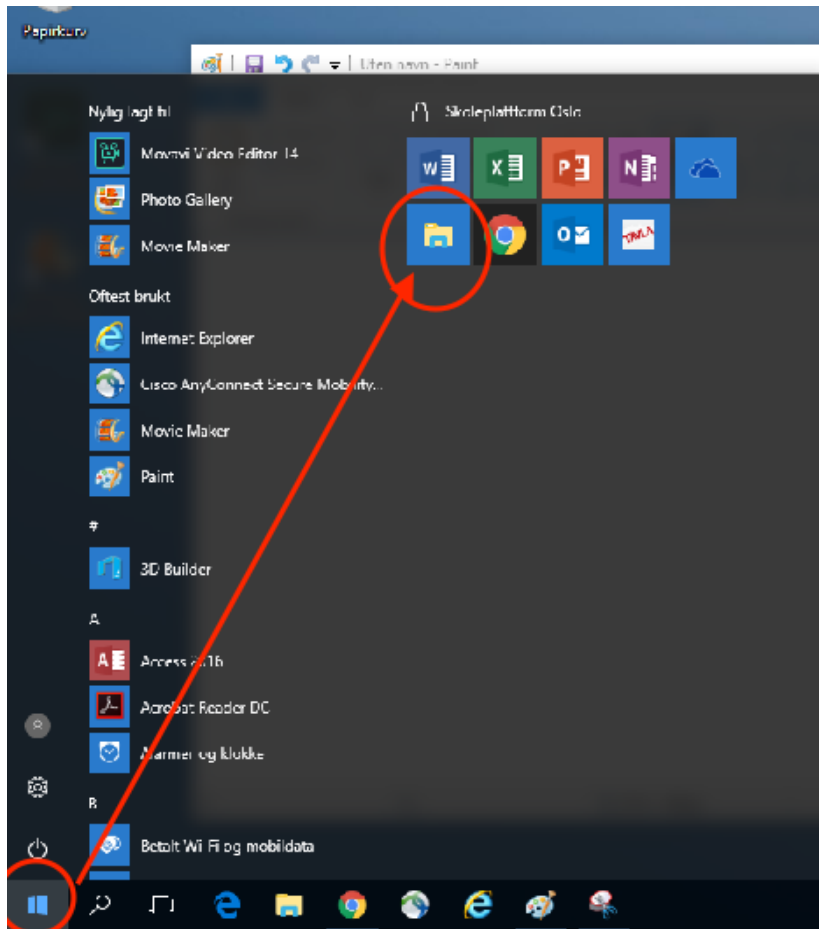 Papirkurv
Uten navn - Paint
Nylig lagt til
Skoleplattform Oslo
Movavi Video Editor 14
Photo Gallery
Movie Maker
Oftest brukt
Internet Explorer
Cisco AnyConnect Secure Mobility...
Movie Maker
Paint
#
3D Builder
A
Access 2016
Acrobat Reader DC
Alarmer og klokke
B
Betalt Wi-Fi og mobildata